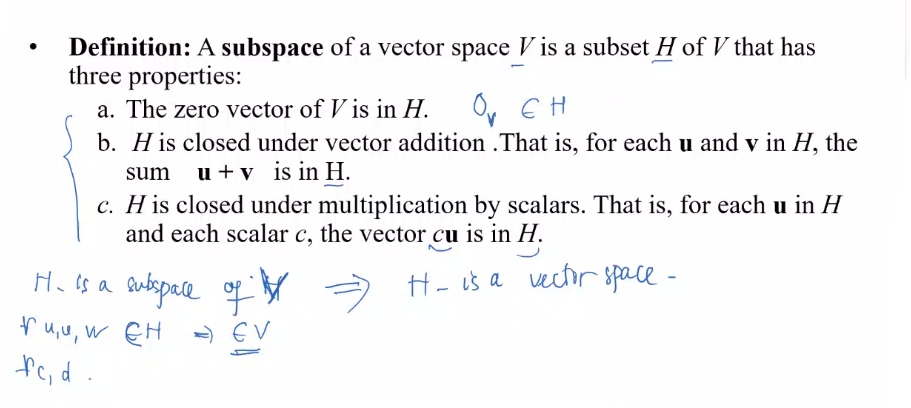 • Definition: A subspace of a vector space V is a subset H of V that has
three properties:
a. The zero vector of V is in H. 0ᵥ ∈ H
b. H is closed under vector addition .That is, for each u and v in H, the
sum u + v is in H.
c. H is closed under multiplication by scalars. That is, for each u in H
and each scalar c, the vector cu is in H.
H - is a subspace of V ⇒ H - is a vector space -
∀ u, v, w ∈ H ⇒ ∈ V
∀ c, d .